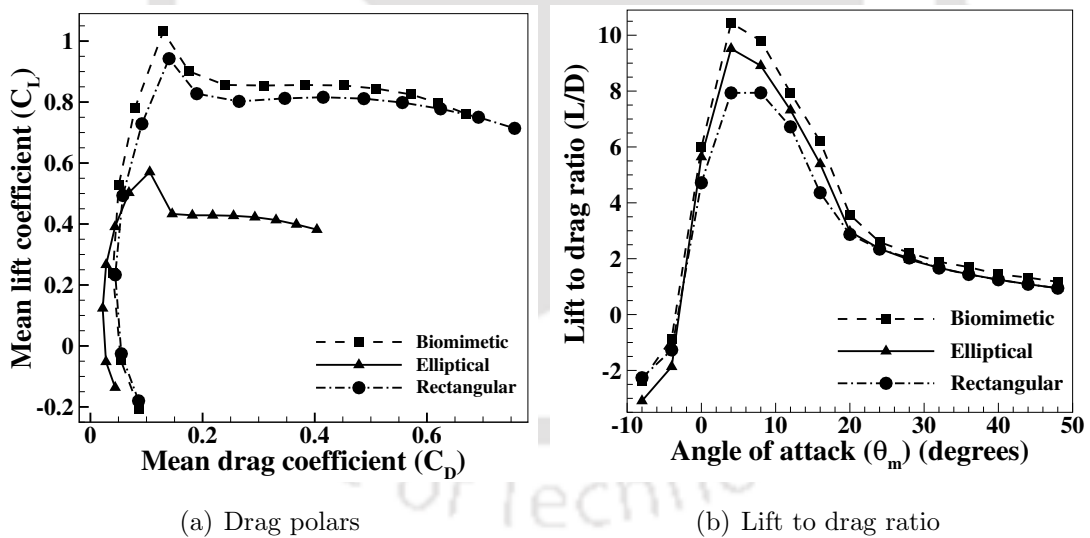 Mean lift coefficient (C_L)
1
0.8
0.6
0.4
0.2
0
-0.2
Biomimetic
Elliptical
Rectangular
0 0.2 0.4 0.6
Mean drag coefficient (C_D)
(a) Drag polars
Lift to drag ratio (L/D)
10
8
6
4
2
0
-2
Biomimetic
Elliptical
Rectangular
-10 0 10 20 30 40 50
Angle of attack (θ_m) (degrees)
(b) Lift to drag ratio
of Techn